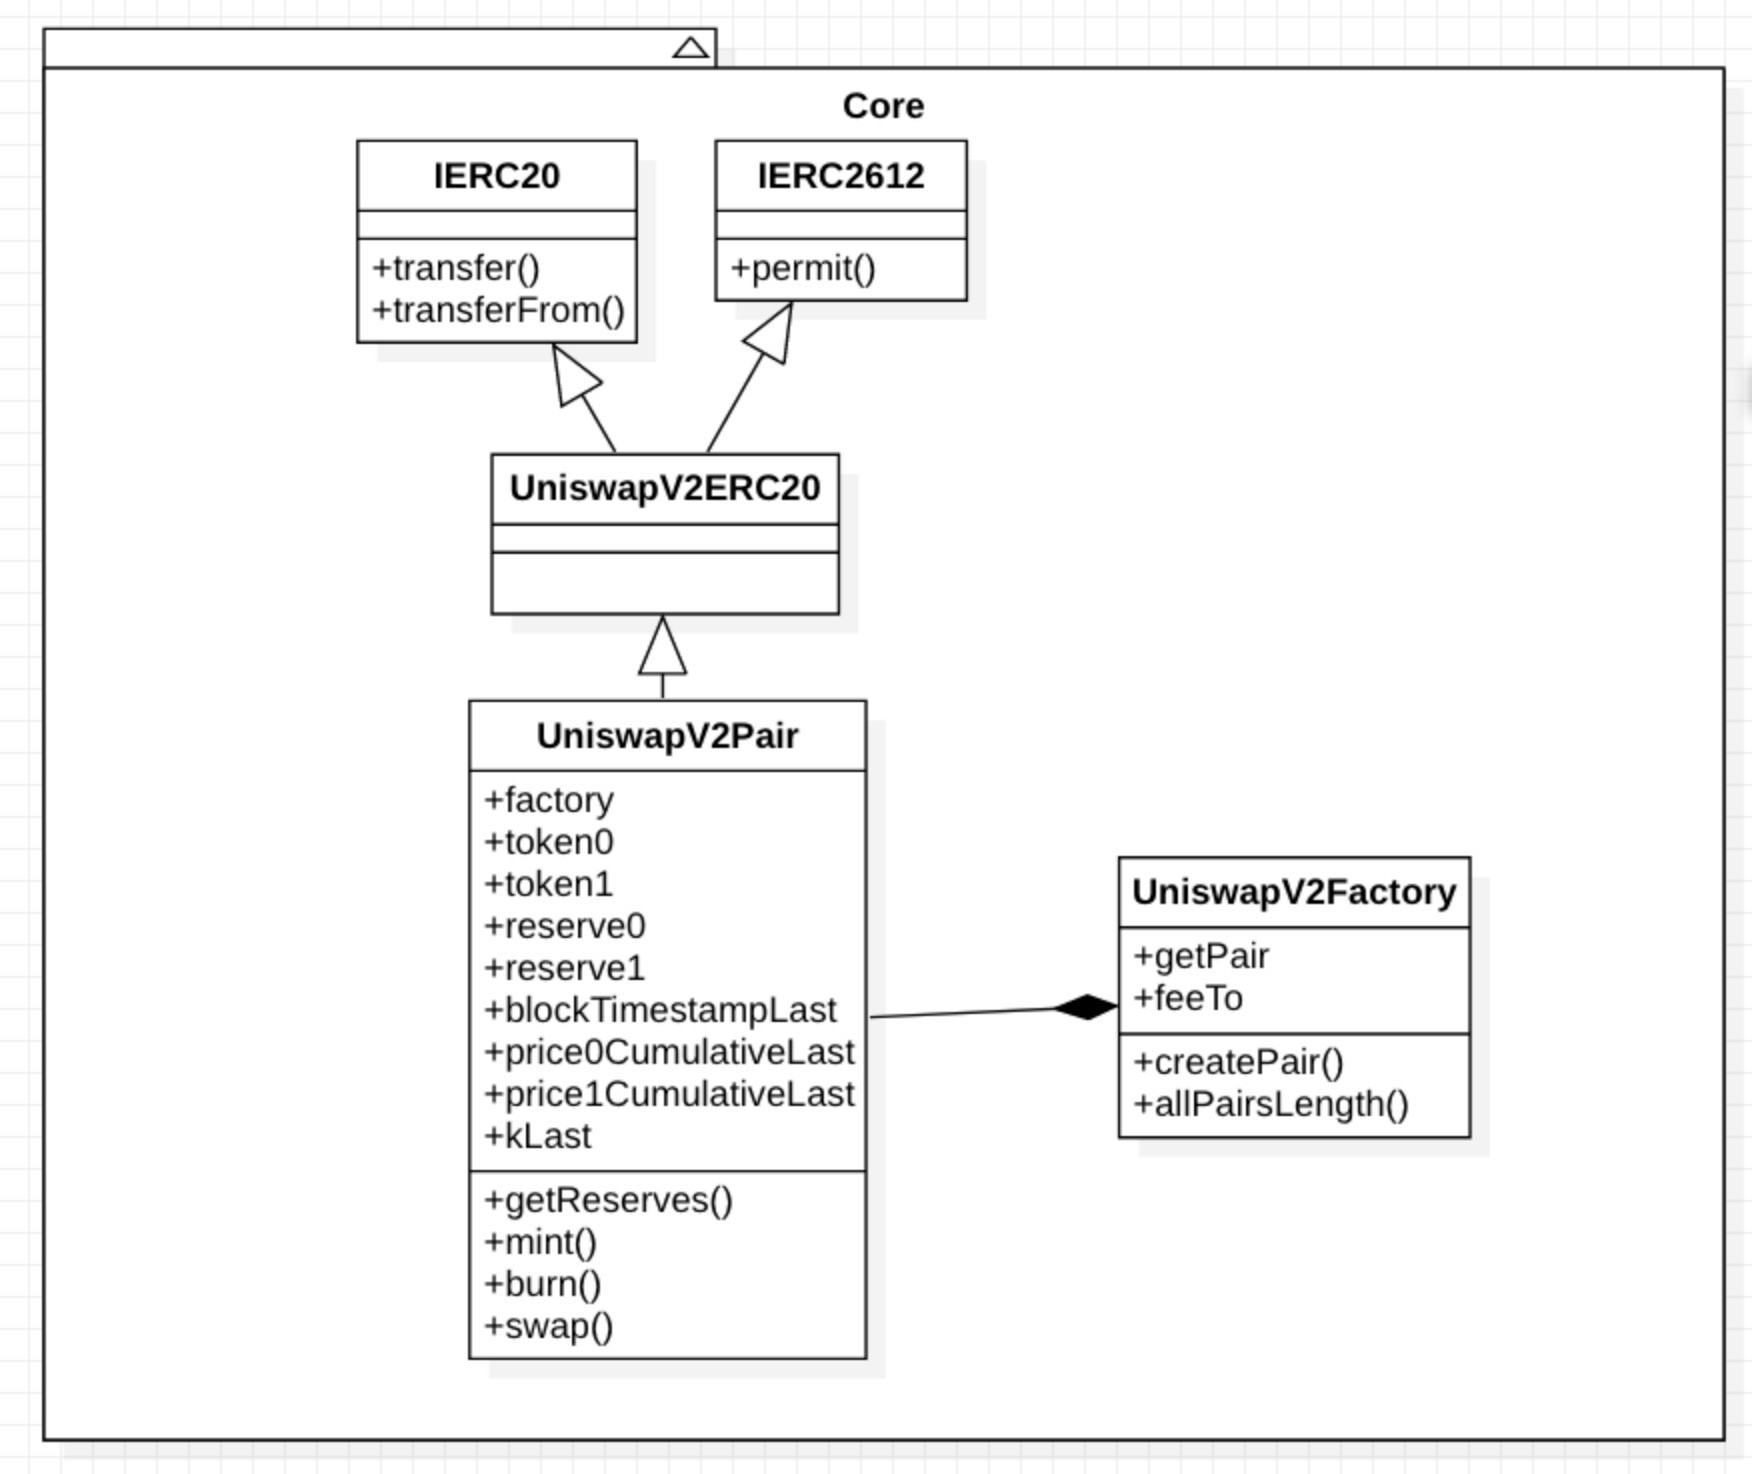 Core
IERC20
+transfer()
+transferFrom()
IERC2612
+permit()
UniswapV2ERC20
UniswapV2Pair
+factory
+token0
+token1
+reserve0
+reserve1
+blockTimestampLast
+price0CumulativeLast
+price1CumulativeLast
+kLast
+getReserves()
+mint()
+burn()
+swap()
UniswapV2Factory
+getPair
+feeTo
+createPair()
+allPairsLength()